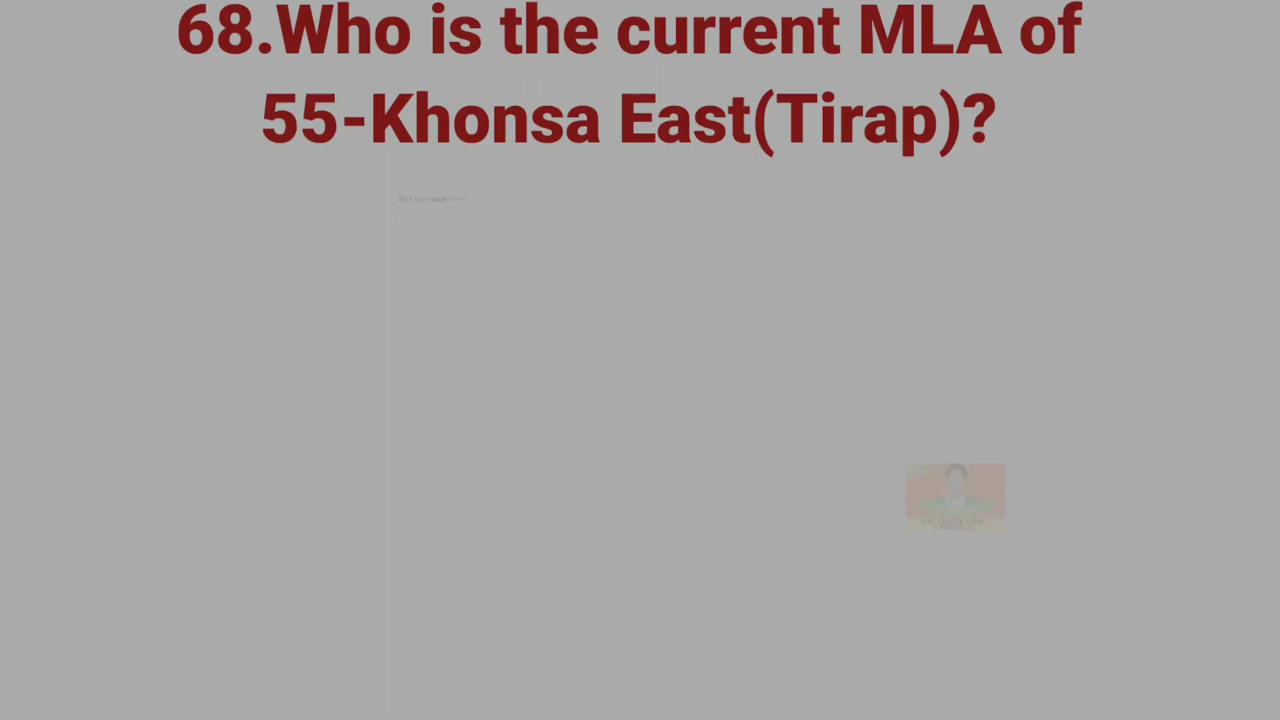 68.Who is the current MLA of
55-Khonsa East(Tirap)?